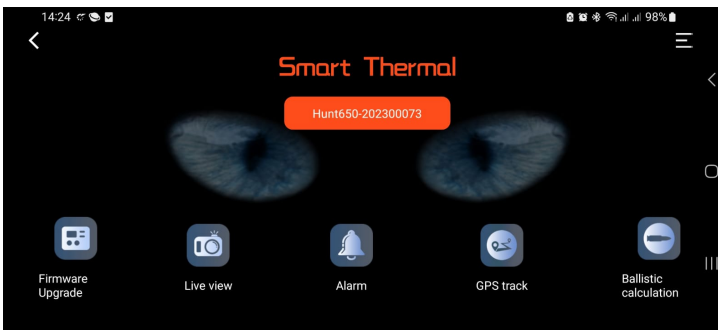 14:24
98%
Smart Thermal
Hunt650-202300073
Firmware
Upgrade
Live view
Alarm
GPS track
Ballistic
calculation